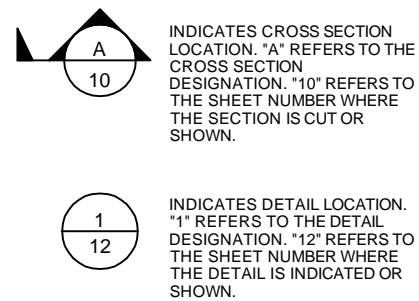 A
10
INDICATES CROSS SECTION
LOCATION. "A" REFERS TO THE
CROSS SECTION
DESIGNATION. "10" REFERS TO
THE SHEET NUMBER WHERE
THE SECTION IS CUT OR
SHOWN.
1
12
INDICATES DETAIL LOCATION.
"1" REFERS TO THE DETAIL
DESIGNATION. "12" REFERS TO
THE SHEET NUMBER WHERE
THE DETAIL IS INDICATED OR
SHOWN.